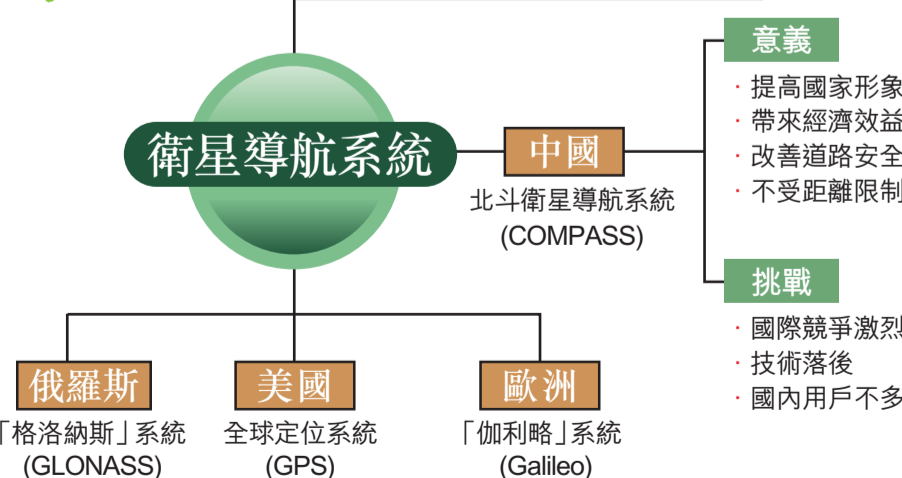 衛星導航系統
中國
北斗衛星導航系統
(COMPASS)
意義
· 提高國家形象
· 帶來經濟效益
· 改善道路安全
· 不受距離限制
挑戰
· 國際競爭激烈
· 技術落後
· 國內用戶不多
俄羅斯
「格洛納斯」系統
(GLONASS)
美國
全球定位系統
(GPS)
歐洲
「伽利略」系統
(Galileo)